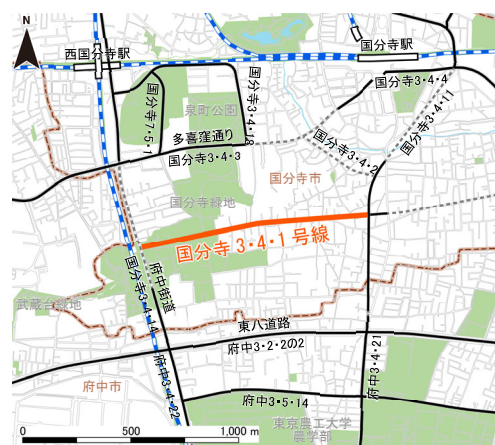 N
西国分寺駅
国分寺駅
国分寺3・4・4
国分寺7・5・1
泉町公園
国分寺3・4・18
国分寺3・4・11
多喜窪通り
国分寺3・4・3
国分寺3・4・2
国分寺市
国分寺緑地
国分寺 3・4・1 号線
武蔵台緑地
国分寺3・4・14
府中街道
東八道路
府中3・2・2の2
府中3・4・21
府中3・4・22
府中市
府中3・5・14
東京農工大学
農学部
0 500 1,000 m